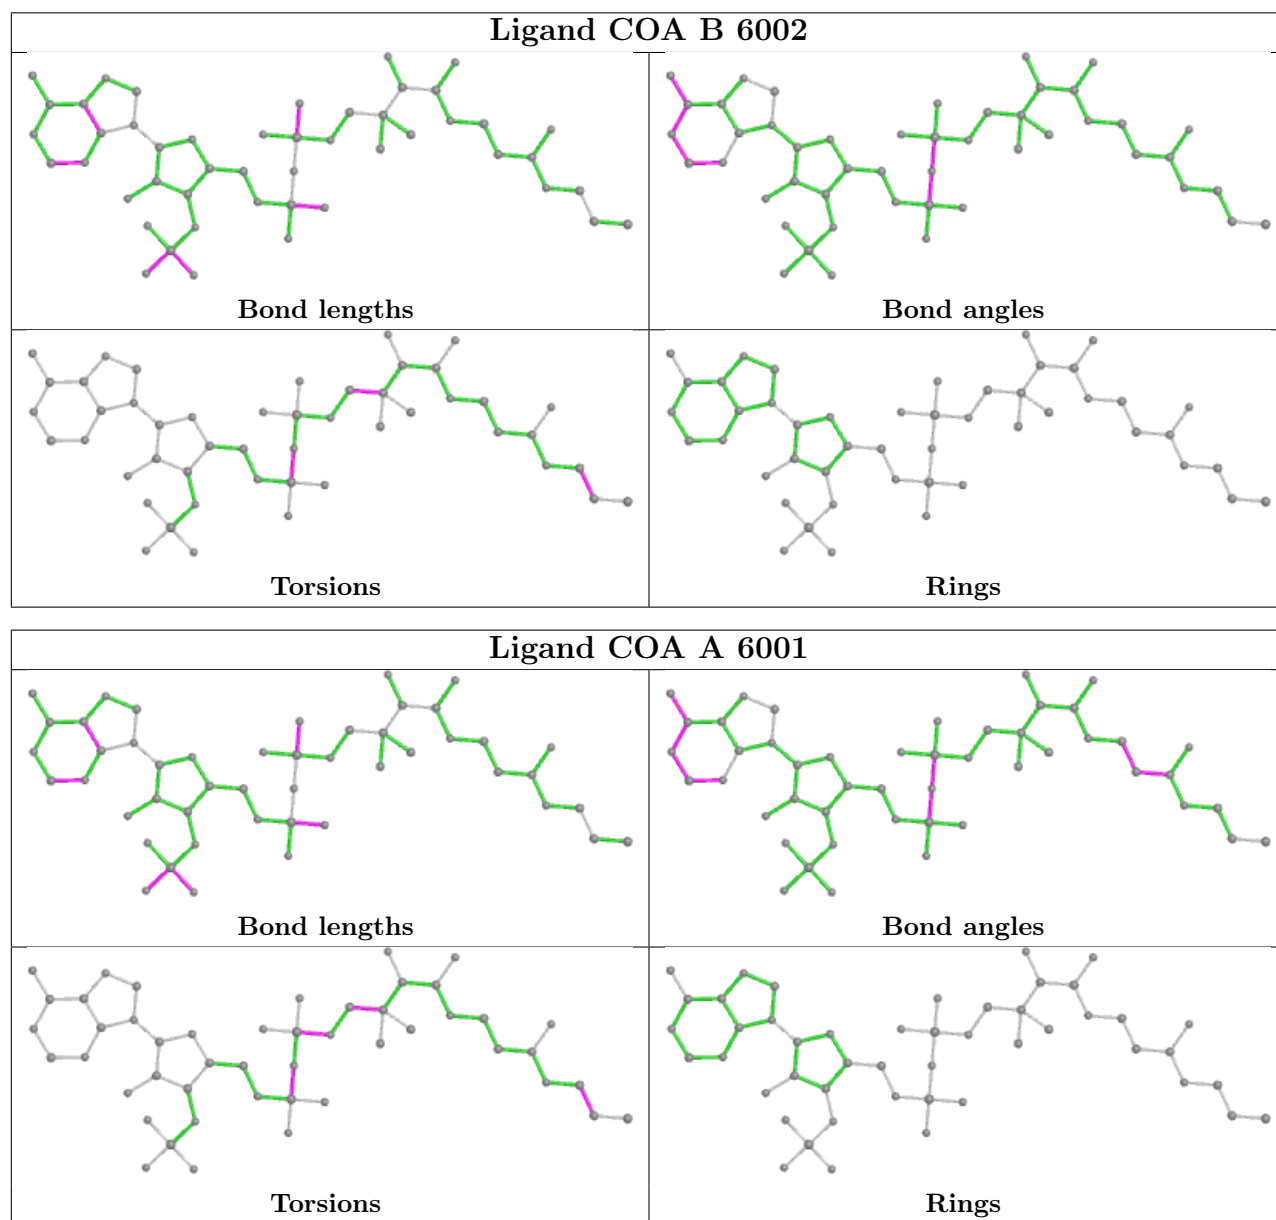 Ligand COA B 6002
Bond lengths
Bond angles
Torsions
Rings
Ligand COA A 6001
Bond lengths
Bond angles
Torsions
Rings